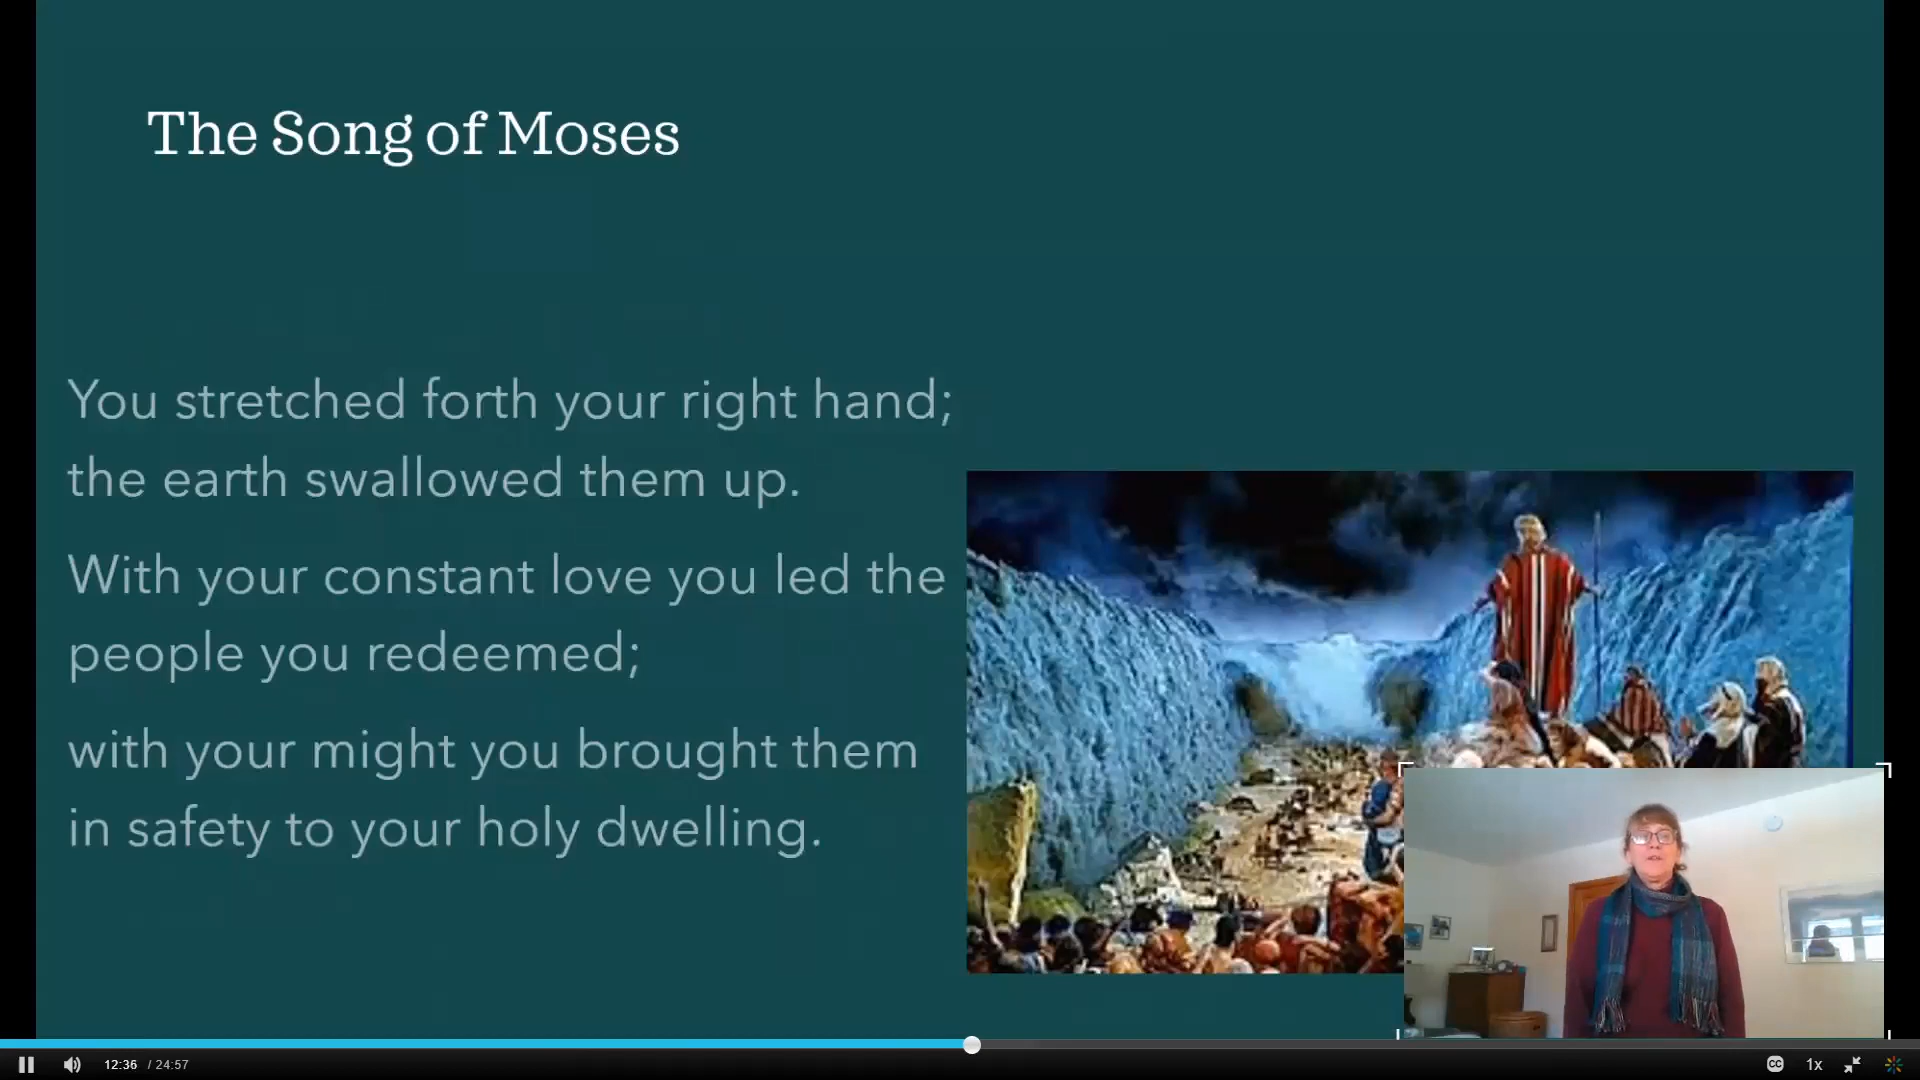 The Song of Moses
You stretched forth your right hand;
the earth swallowed them up.
With your constant love you led the
people you redeemed;
with your might you brought them
in safety to your holy dwelling.
12:36 / 24:57
CC
1x